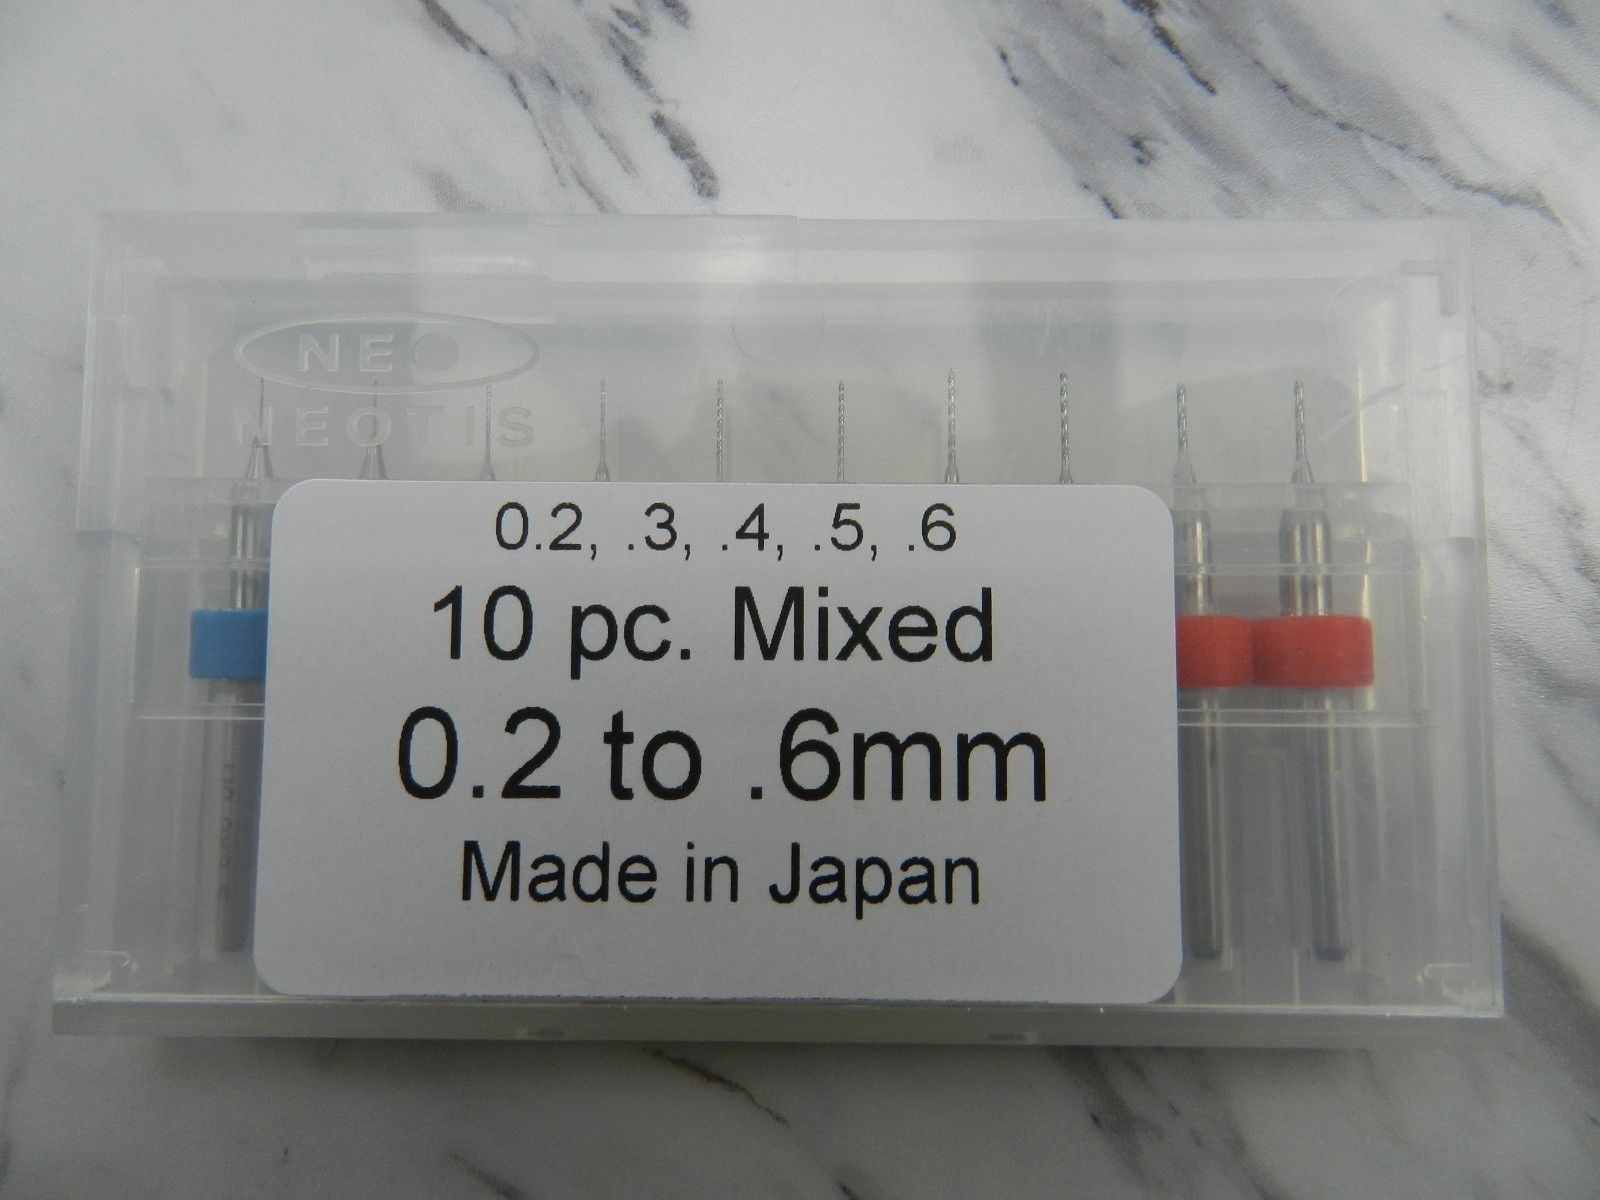 NEO
NEOTIS
0.2, .3, .4, .5, .6
10 pc. Mixed
0.2 to .6mm
Made in Japan